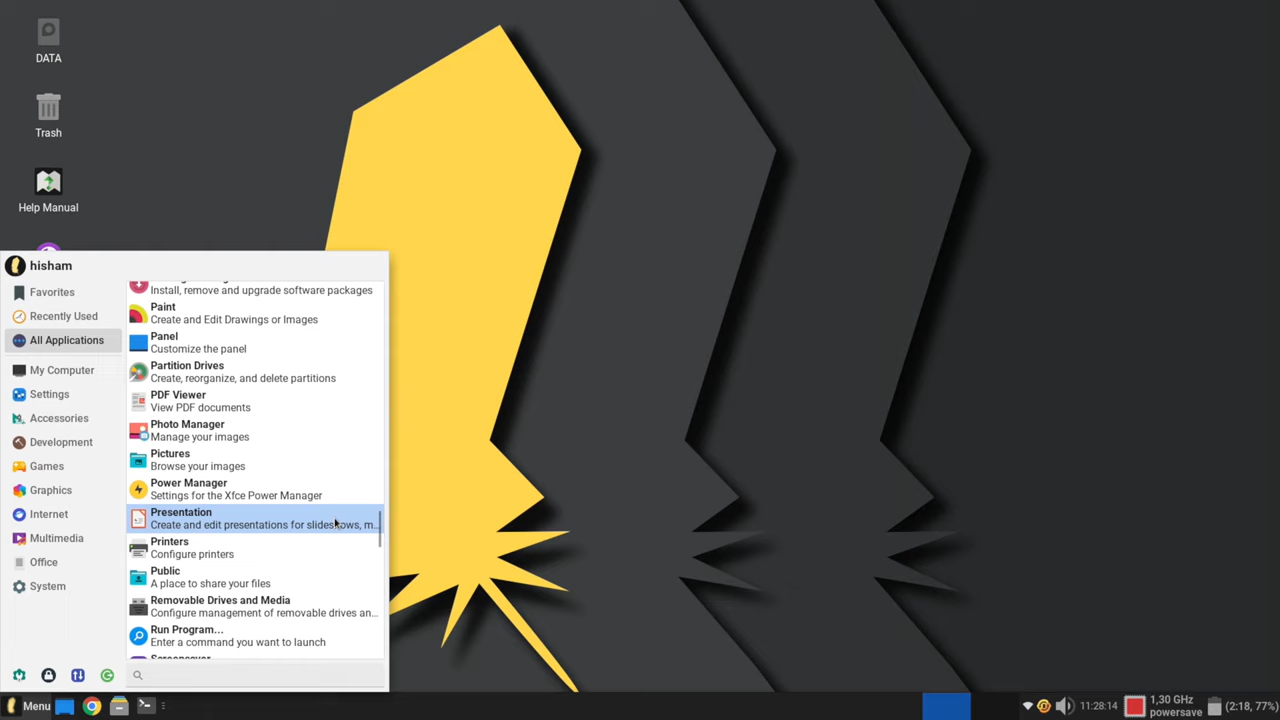 DATA
Trash
Help Manual
hisham
Favorites
Recently Used
All Applications
My Computer
Settings
Accessories
Development
Games
Graphics
Internet
Multimedia
Office
System
Install, remove and upgrade software packages
Paint
Create and Edit Drawings or Images
Panel
Customize the panel
Partition Drives
Create, reorganize, and delete partitions
PDF Viewer
View PDF documents
Photo Manager
Manage your images
Pictures
Browse your images
Power Manager
Settings for the Xfce Power Manager
Presentation
Create and edit presentations for slideshows, m...
Printers
Configure printers
Public
A place to share your files
Removable Drives and Media
Configure management of removable drives an...
Run Program...
Enter a command you want to launch
Screensaver
Menu
11:28:14
1,30 GHz
powersave
(2:18, 77%)